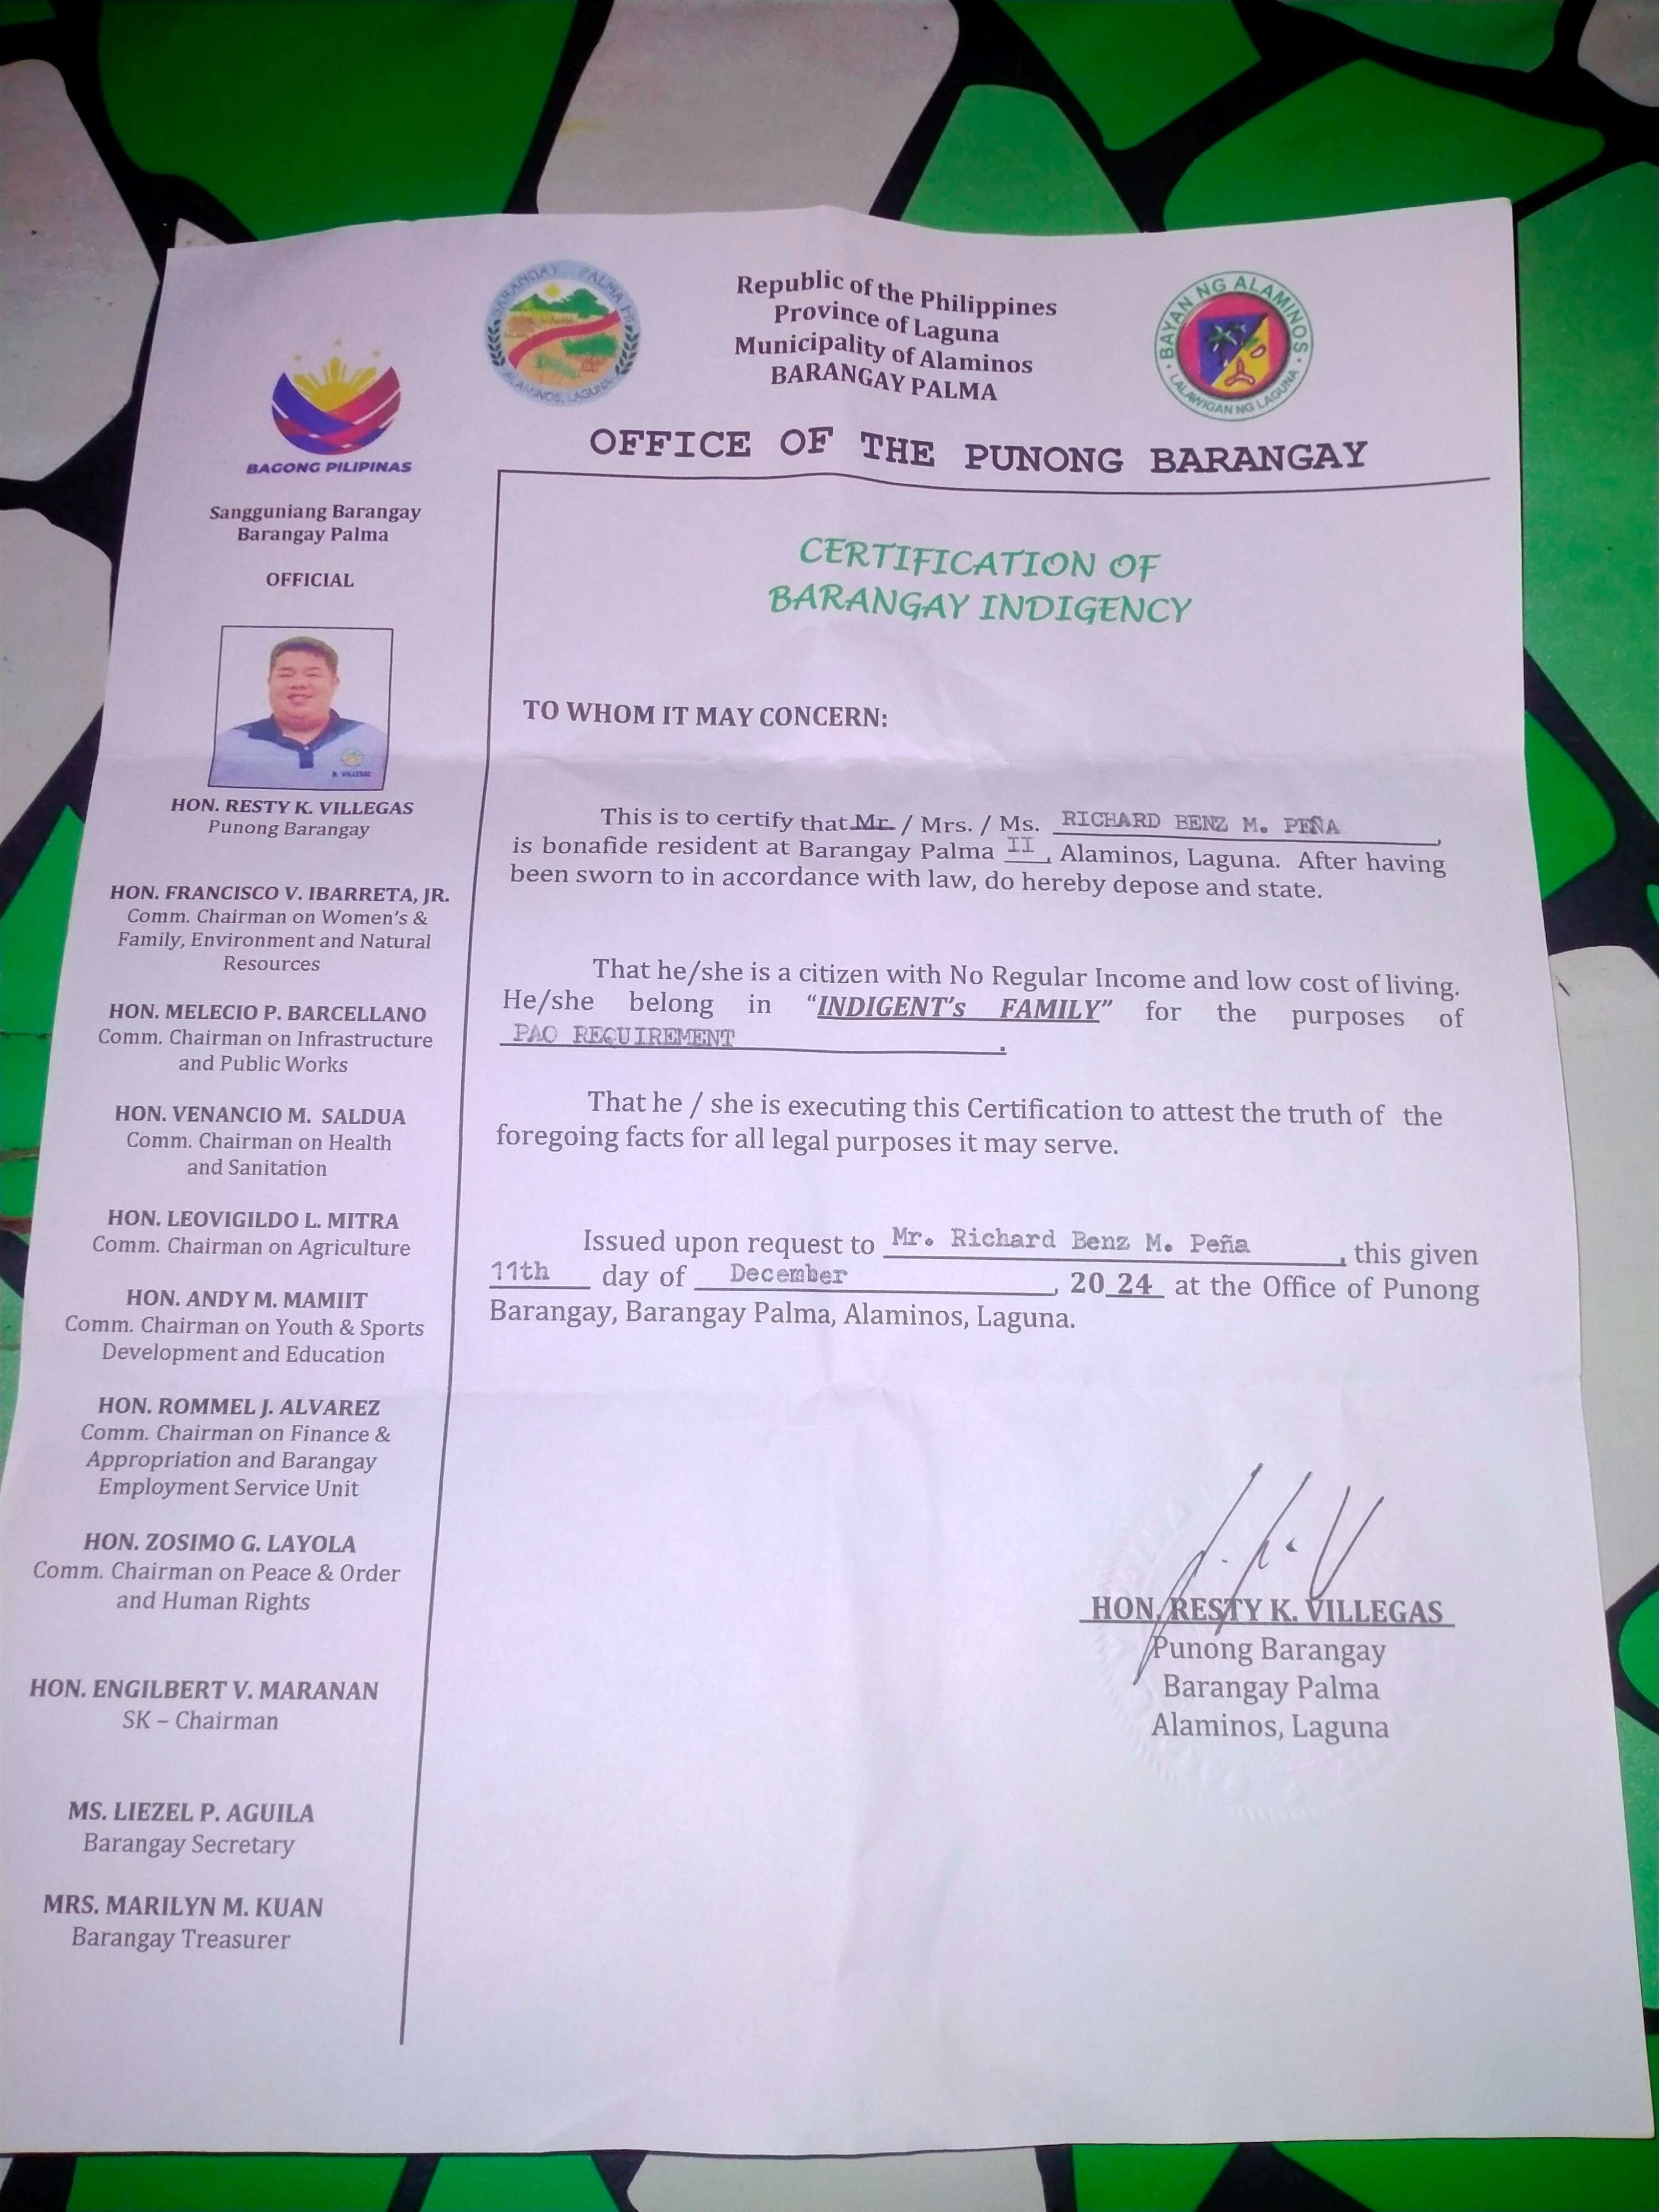 BARANGAY PALMA
ALAMINOS, LAGUNA
Republic of the Philippines
Province of Laguna
Municipality of Alaminos
BARANGAY PALMA
BAYAN NG ALAMINOS
LALAWIGAN NG LAGUNA
OFFICE OF THE PUNONG BARANGAY
BAGONG PILIPINAS
Sangguniang Barangay
Barangay Palma
OFFICIAL
R. VILLEGAS
HON. RESTY K. VILLEGAS
Punong Barangay
HON. FRANCISCO V. IBARRETA, JR.
Comm. Chairman on Women's &
Family, Environment and Natural
Resources
HON. MELECIO P. BARCELLANO
Comm. Chairman on Infrastructure
and Public Works
HON. VENANCIO M. SALDUA
Comm. Chairman on Health
and Sanitation
HON. LEOVIGILDO L. MITRA
Comm. Chairman on Agriculture
HON. ANDY M. MAMIIT
Comm. Chairman on Youth & Sports
Development and Education
HON. ROMMEL J. ALVAREZ
Comm. Chairman on Finance &
Appropriation and Barangay
Employment Service Unit
HON. ZOSIMO G. LAYOLA
Comm. Chairman on Peace & Order
and Human Rights
HON. ENGILBERT V. MARANAN
SK – Chairman
MS. LIEZEL P. AGUILA
Barangay Secretary
MRS. MARILYN M. KUAN
Barangay Treasurer
CERTIFICATION OF
BARANGAY INDIGENCY
TO WHOM IT MAY CONCERN:
This is to certify that Mr. / Mrs. / Ms. RICHARD BENZ M. PEÑA,
is bonafide resident at Barangay Palma II, Alaminos, Laguna. After having
been sworn to in accordance with law, do hereby depose and state.
That he/she is a citizen with No Regular Income and low cost of living.
He/she belong in "INDIGENT's FAMILY" for the purposes of
PAO REQUIREMENT.
That he / she is executing this Certification to attest the truth of the
foregoing facts for all legal purposes it may serve.
Issued upon request to Mr. Richard Benz M. Peña, this given
11th day of December, 20 24 at the Office of Punong
Barangay, Barangay Palma, Alaminos, Laguna.
HON. RESTY K. VILLEGAS
Punong Barangay
Barangay Palma
Alaminos, Laguna